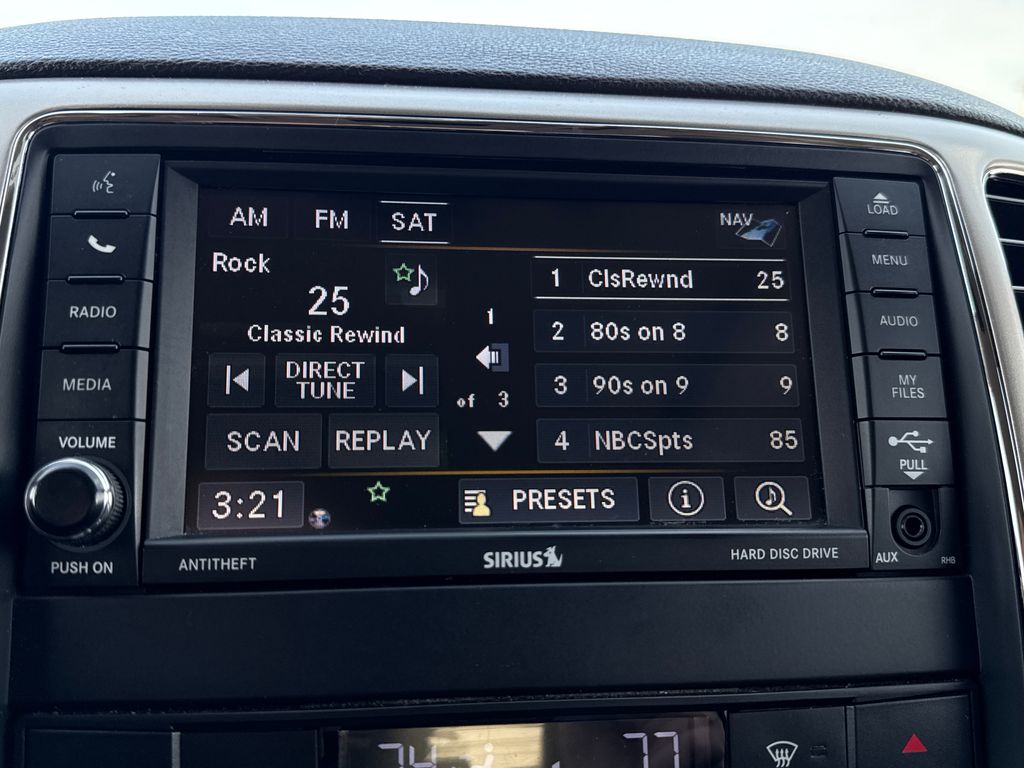 AM FM SAT NAV
LOAD
MENU
RADIO
AUDIO
MEDIA
MY
FILES
VOLUME
PULL
PUSH ON
AUX
RHB
Rock
25
Classic Rewind
DIRECT
TUNE
SCAN REPLAY
1
of 3
1 ClsRewnd 25
2 80s on 8 8
3 90s on 9 9
4 NBCSpts 85
3:21 PRESETS i
ANTITHEFT SIRIUS HARD DISC DRIVE
74 77